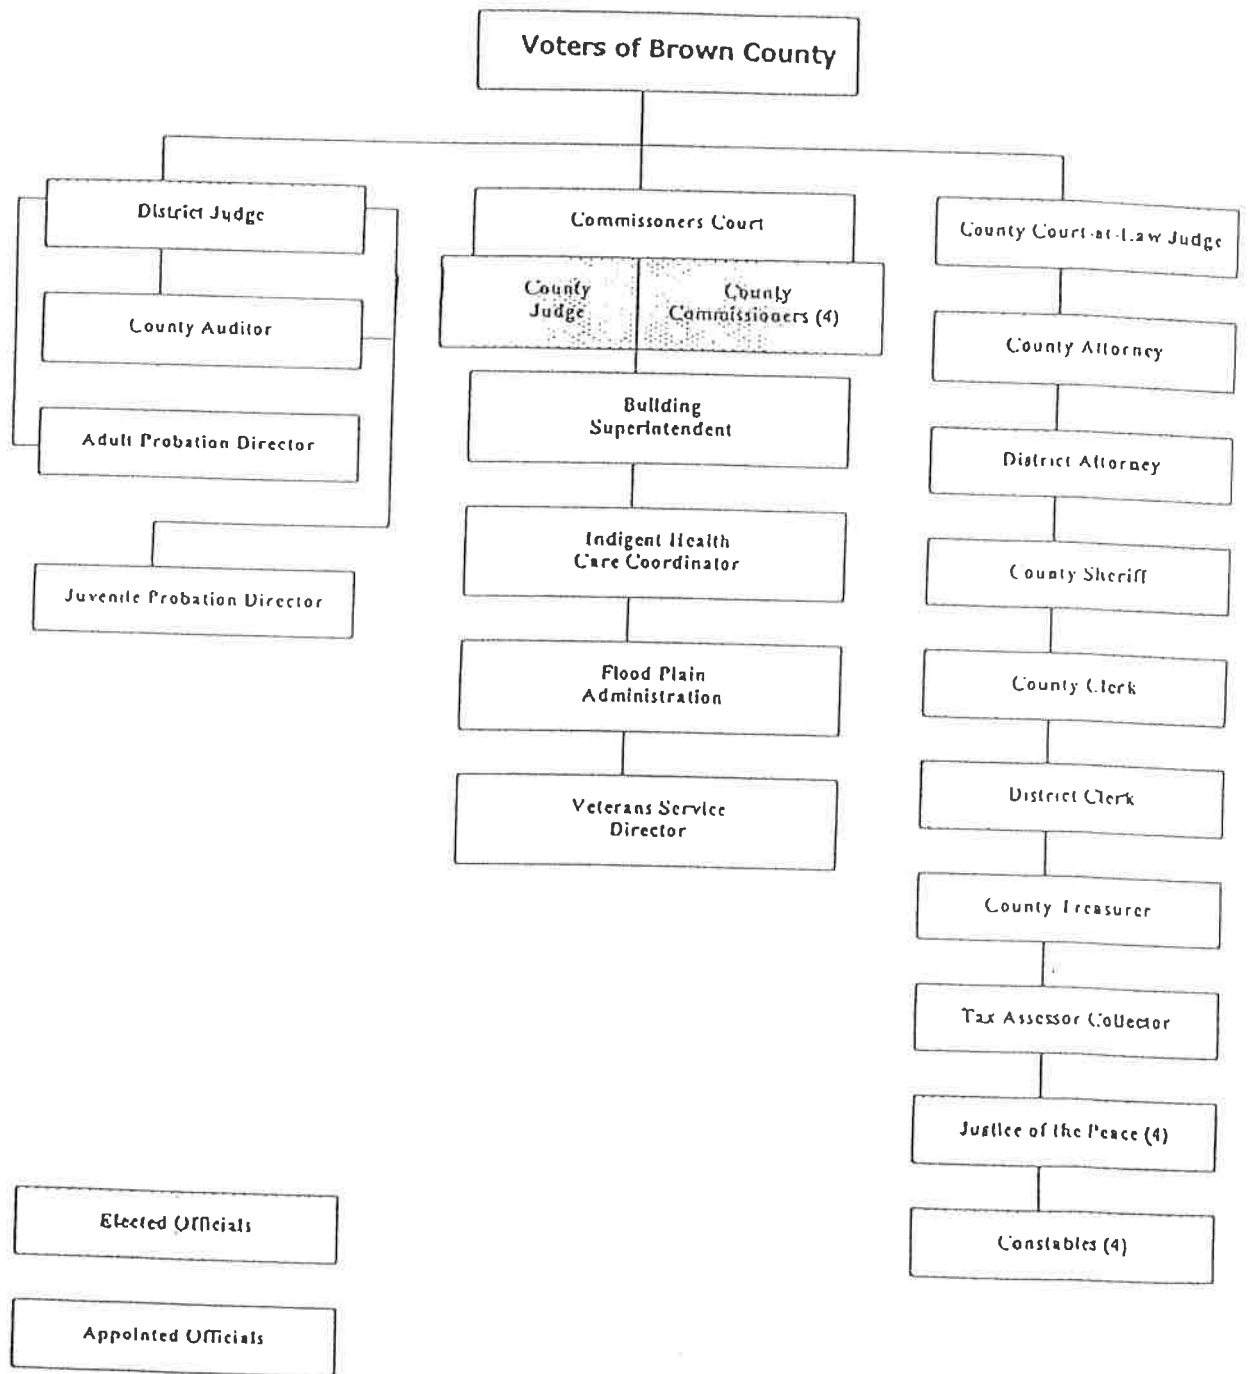 Voters of Brown County
District Judge
County Auditor
Adult Probation Director
Juvenile Probation Director
Commissoners Court
County
Judge
County
Commissioners (4)
Building
Superintendent
Indigent Health
Care Coordinator
Flood Plain
Administration
Veterans Service
Director
County Court-at-Law Judge
County Attorney
District Attorney
County Sheriff
County Clerk
District Clerk
County Treasurer
Tax Assessor Collector
Justice of the Peace (4)
Constables (4)
Elected Officials
Appointed Officials